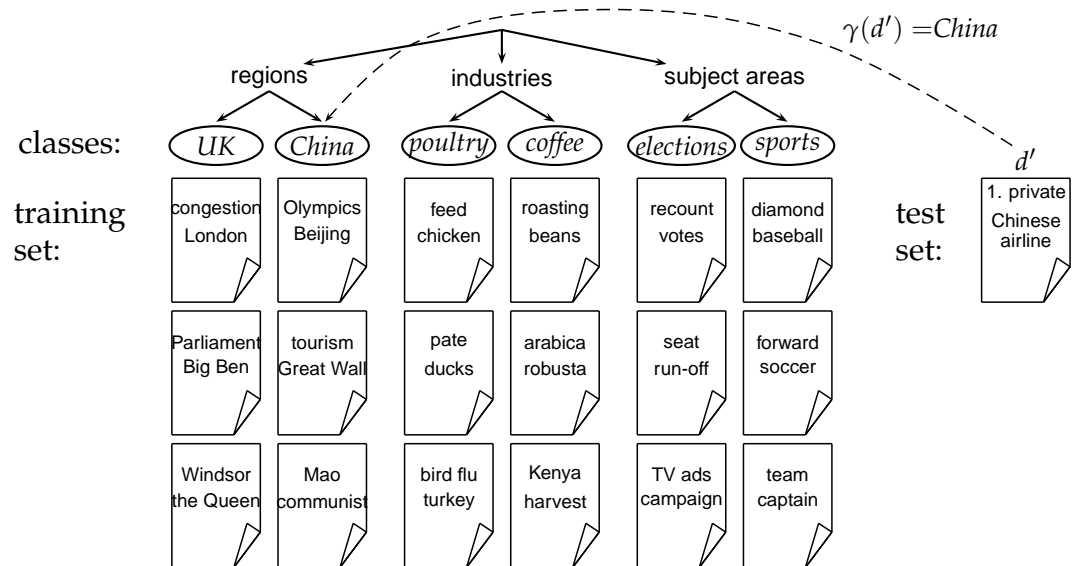 γ(d′) =China
regions
industries
subject areas
classes:
UK
China
poultry
coffee
elections
sports
d′
training
set:
congestion
London
Olympics
Beijing
feed
chicken
roasting
beans
recount
votes
diamond
baseball
test
set:
1. private
Chinese
airline
Parliament
Big Ben
tourism
Great Wall
pate
ducks
arabica
robusta
seat
run-off
forward
soccer
Windsor
the Queen
Mao
communist
bird flu
turkey
Kenya
harvest
TV ads
campaign
team
captain